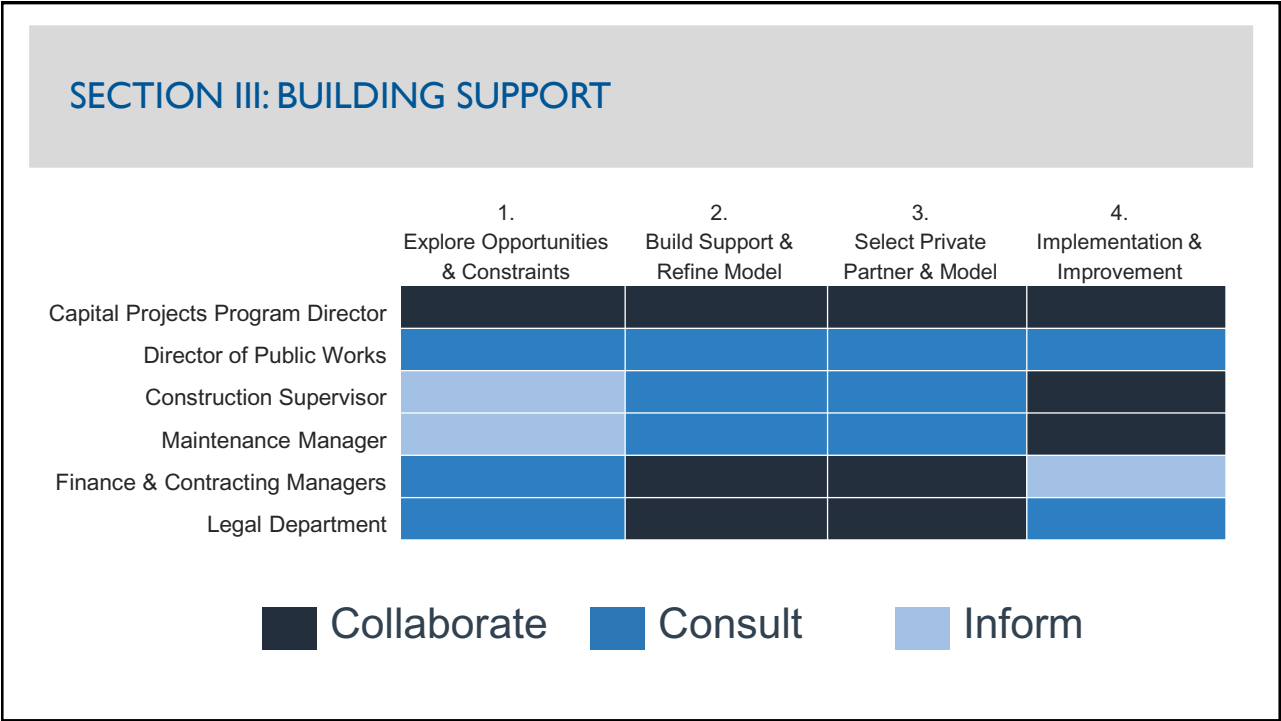 SECTION III: BUILDING SUPPORT
1.
Explore Opportunities
& Constraints
2.
Build Support &
Refine Model
3.
Select Private
Partner & Model
4.
Implementation &
Improvement
Capital Projects Program Director
Director of Public Works
Construction Supervisor
Maintenance Manager
Finance & Contracting Managers
Legal Department
Collaborate
Consult
Inform